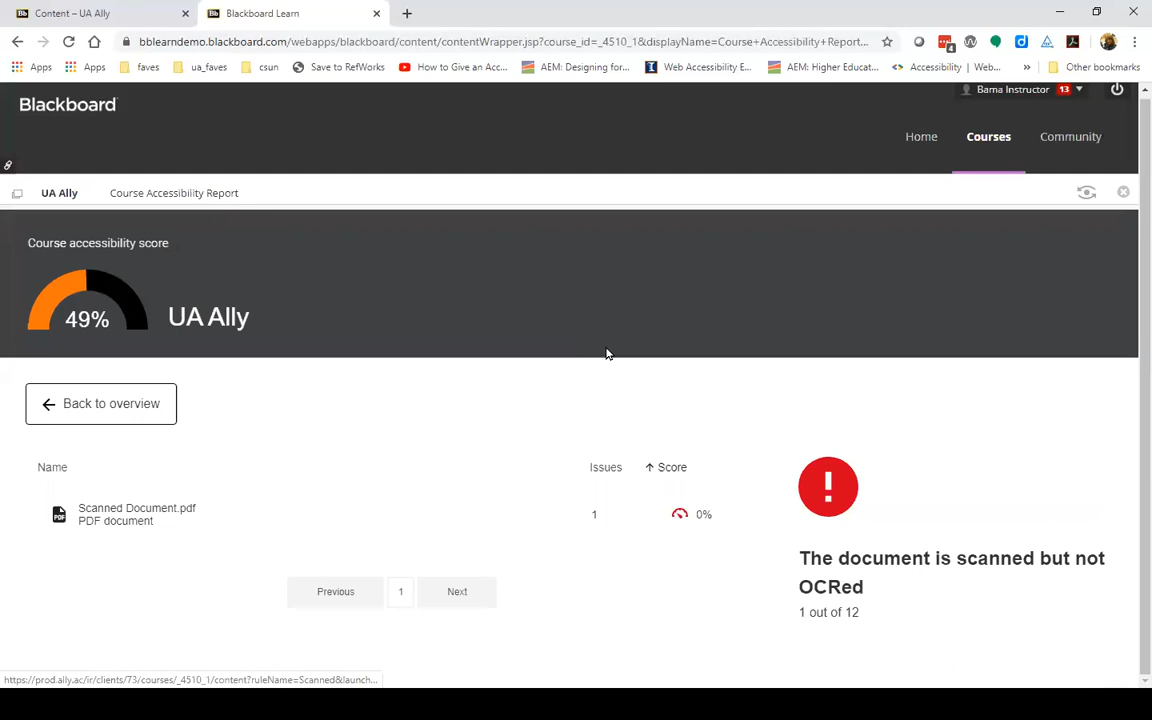 Content – UA Ally
Blackboard Learn
bblearndemo.blackboard.com/webapps/blackboard/content/contentWrapper.jsp?course_id=_4510_1&displayName=Course+Accessibility+Repor...
4
Apps
Apps
faves
ua_faves
csun
Save to RefWorks
How to Give an Acc...
AEM: Designing for...
Web Accessibility E...
AEM: Higher Educat...
Accessibility | Web...
»
Other bookmarks
Blackboard
Bama Instructor 13
Home
Courses
Community
UA Ally
Course Accessibility Report
Course accessibility score
49%
UA Ally
Back to overview
Name
Issues
Score
Scanned Document.pdf
PDF document
1
0%
The document is scanned but not
OCRed
1 out of 12
Previous
1
Next
https://prod.ally.ac/ir/clients/73/courses/_4510_1/content?ruleName=Scanned&launch...